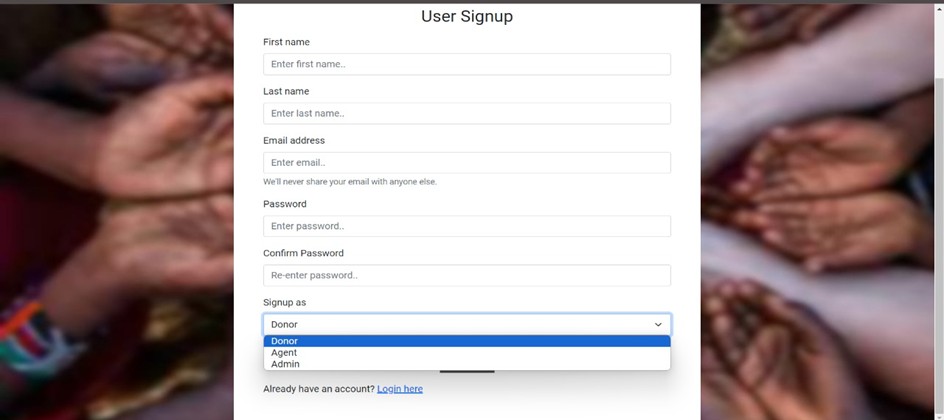 User Signup
First name
Enter first name..
Last name
Enter last name..
Email address
Enter email..
We'll never share your email with anyone else.
Password
Enter password..
Confirm Password
Re-enter password..
Signup as
Donor
Donor
Agent
Admin
Already have an account? Login here